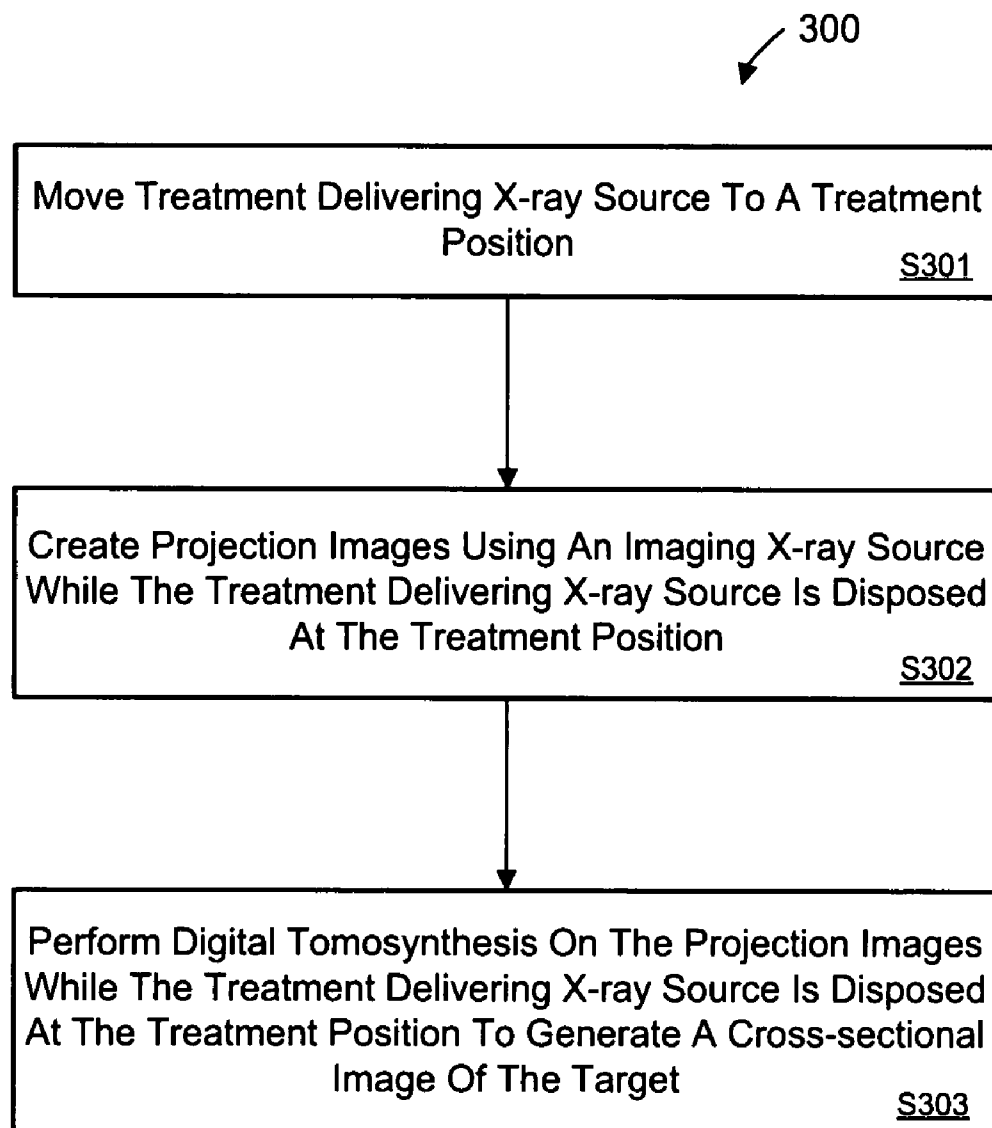 300
Move Treatment Delivering X-ray Source To A Treatment
Position
S301
Create Projection Images Using An Imaging X-ray Source
While The Treatment Delivering X-ray Source Is Disposed
At The Treatment Position
S302
Perform Digital Tomosynthesis On The Projection Images
While The Treatment Delivering X-ray Source Is Disposed
At The Treatment Position To Generate A Cross-sectional
Image Of The Target
S303